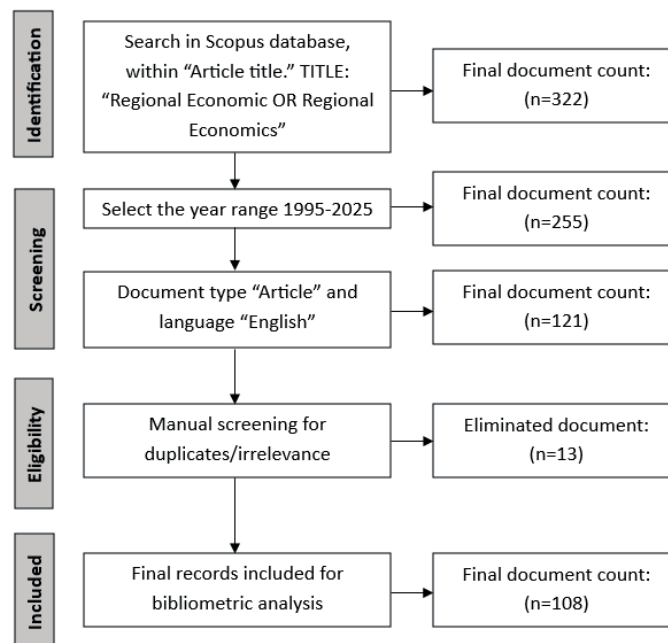 Identification
Search in Scopus database,
within “Article title.” TITLE:
“Regional Economic OR Regional
Economics”
Final document count:
(n=322)
Screening
Select the year range 1995-2025
Final document count:
(n=255)
Document type “Article” and
language “English”
Final document count:
(n=121)
Eligibility
Manual screening for
duplicates/irrelevance
Eliminated document:
(n=13)
Included
Final records included for
bibliometric analysis
Final document count:
(n=108)